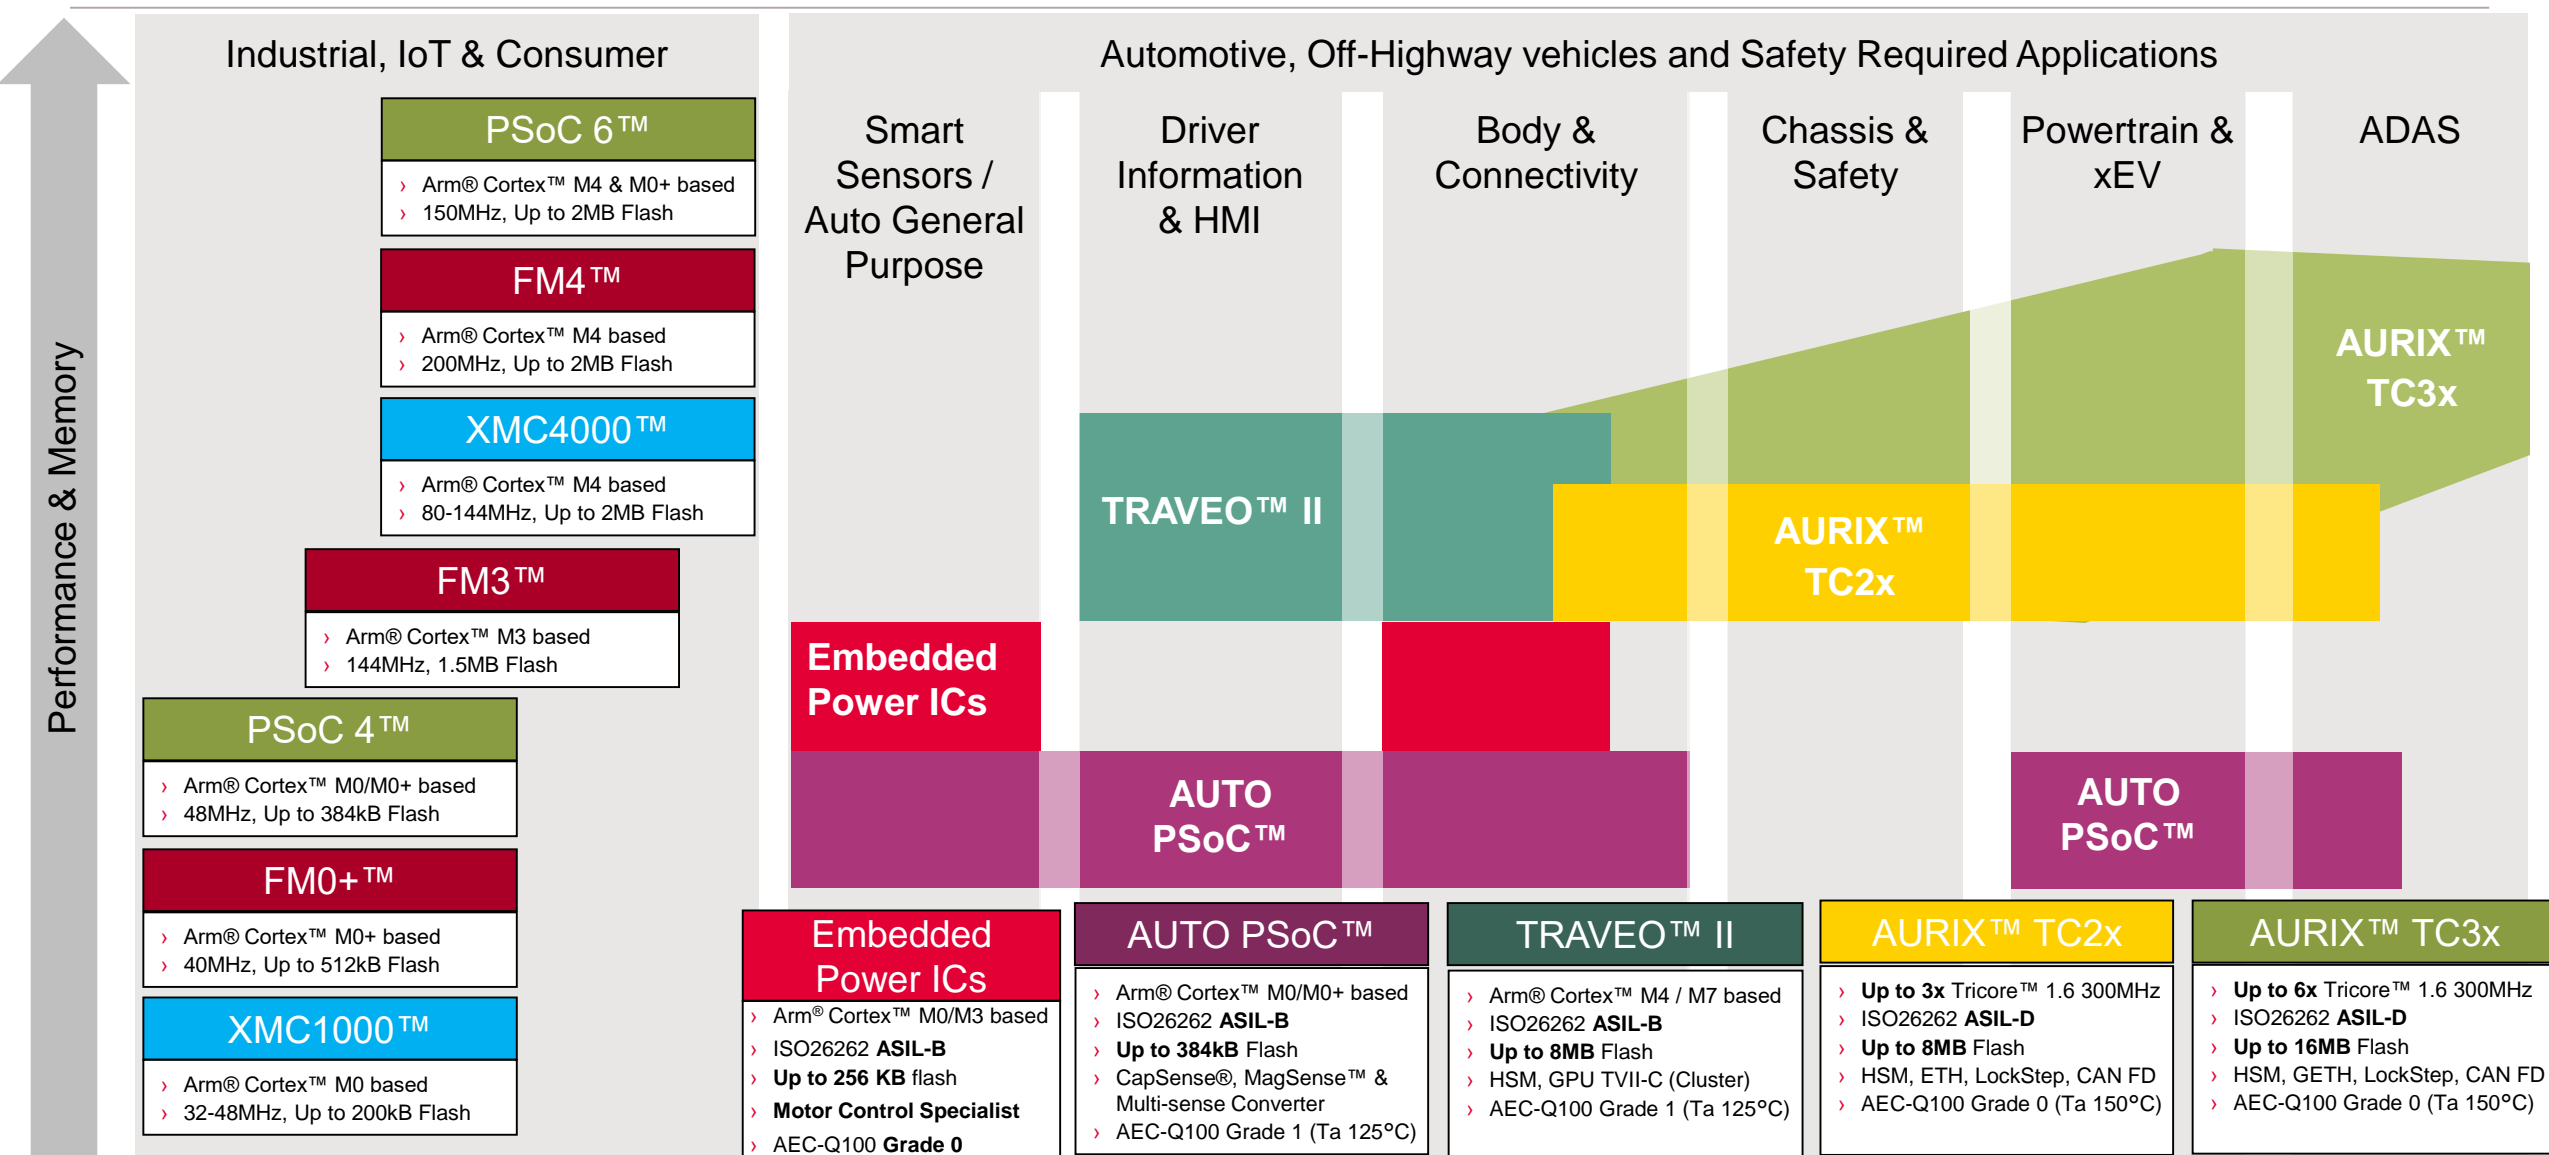 Industrial, IoT & Consumer
Automotive, Off-Highway vehicles and Safety Required Applications
Performance & Memory
PSoC 6™
› Arm® Cortex™ M4 & M0+ based
› 150MHz, Up to 2MB Flash
FM4™
› Arm® Cortex™ M4 based
› 200MHz, Up to 2MB Flash
XMC4000™
› Arm® Cortex™ M4 based
› 80-144MHz, Up to 2MB Flash
FM3™
› Arm® Cortex™ M3 based
› 144MHz, 1.5MB Flash
PSoC 4™
› Arm® Cortex™ M0/M0+ based
› 48MHz, Up to 384kB Flash
FM0+™
› Arm® Cortex™ M0+ based
› 40MHz, Up to 512kB Flash
XMC1000™
› Arm® Cortex™ M0 based
› 32-48MHz, Up to 200kB Flash
Smart
Sensors /
Auto General
Purpose
Driver
Information
& HMI
Body &
Connectivity
Chassis &
Safety
Powertrain &
xEV
ADAS
AURIX™
TC3x
TRAVEO™ II
AURIX™
TC2x
Embedded
Power ICs
AUTO
PSoC™
AUTO
PSoC™
Embedded
Power ICs
› Arm® Cortex™ M0/M3 based
› ISO26262 ASIL-B
› Up to 256 KB flash
› Motor Control Specialist
› AEC-Q100 Grade 0
AUTO PSoC™
› Arm® Cortex™ M0/M0+ based
› ISO26262 ASIL-B
› Up to 384kB Flash
› CapSense®, MagSense™ &
Multi-sense Converter
› AEC-Q100 Grade 1 (Ta 125°C)
TRAVEO™ II
› Arm® Cortex™ M4 / M7 based
› ISO26262 ASIL-B
› Up to 8MB Flash
› HSM, GPU TVII-C (Cluster)
› AEC-Q100 Grade 1 (Ta 125°C)
AURIX™ TC2x
› Up to 3x Tricore™ 1.6 300MHz
› ISO26262 ASIL-D
› Up to 8MB Flash
› HSM, ETH, LockStep, CAN FD
› AEC-Q100 Grade 0 (Ta 150°C)
AURIX™ TC3x
› Up to 6x Tricore™ 1.6 300MHz
› ISO26262 ASIL-D
› Up to 16MB Flash
› HSM, GETH, LockStep, CAN FD
› AEC-Q100 Grade 0 (Ta 150°C)